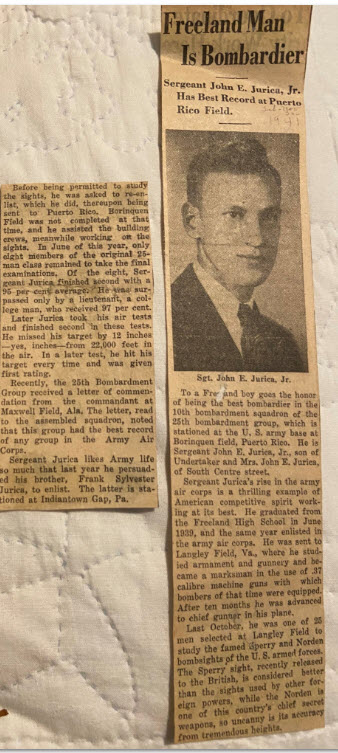 Freeland Man
Is Bombardier
Sergeant John E. Jurica, Jr.
Has Best Record at Puerto
Rico Field.
Sgt. John E. Jurica, Jr.
To a Fre and boy goes the honor
of being the best bombardier in the
10th bombardment squadron of the
25th bombardment group, which is
stationed at the U. S. army base at
Borinquen field, Puerto Rico. He is
Sergeant John E. Jurica, Jr., son of
Undertaker and Mrs. John E. Jurica,
of South Centre street.
Sergeant Jurica's rise in the army
air corps is a thrilling example of
American competitive spirit work-
ing at its best. He graduated from
the Freeland High School in June
1939, and the same year enlisted in
the army air corps. He was sent to
Langley Field, Va., where he stud-
ied armament and gunnery and be-
came a marksman in the use of .37
calibre machine guns with which
bombers of that time were equipped.
After ten months he was advanced
to chief gunner in his plane.
Last October, he was one of 25
men selected at Langley Field to
study the famed Sperry and Norden
bombsights of the U. S. armed forces.
The Sperry sight, recently released
to the British, is considered better
than the sights used by other for-
eign powers, while the Norden is
one of this country's chief secret
weapons, so uncanny is its accuracy
from tremendous heights.
Before being permitted to study
the sights, he was asked to re-en-
list, which he did, thereupon being
sent to Puerto Rico. Borinquen
Field was not completed at that
time, and he assisted the building
crews, meanwhile working on the
sights. In June of this year, only
eight members of the original 25-
man class remained to take the final
examinations. Of the eight, Ser-
geant Jurica finished second with a
95 per cent average. He was sur-
passed only by a lieutenant, a col-
lege man, who received 97 per cent.
Later Jurica took his air tests
and finished second in these tests.
He missed his target by 12 inches
—yes, inches—from 22,000 feet in
the air. In a later test, he hit his
target every time and was given
first rating.
Recently, the 25th Bombardment
Group received a letter of commen-
dation from the commandant at
Maxwell Field, Ala. The letter, read
to the assembled squadron, noted
that this group had the best record
of any group in the Army Air
Corps.
Sergeant Jurica likes Army life
so much that last year he persuad-
ed his brother, Frank Sylvester
Jurica, to enlist. The latter is sta-
tioned at Indiantown Gap, Pa.